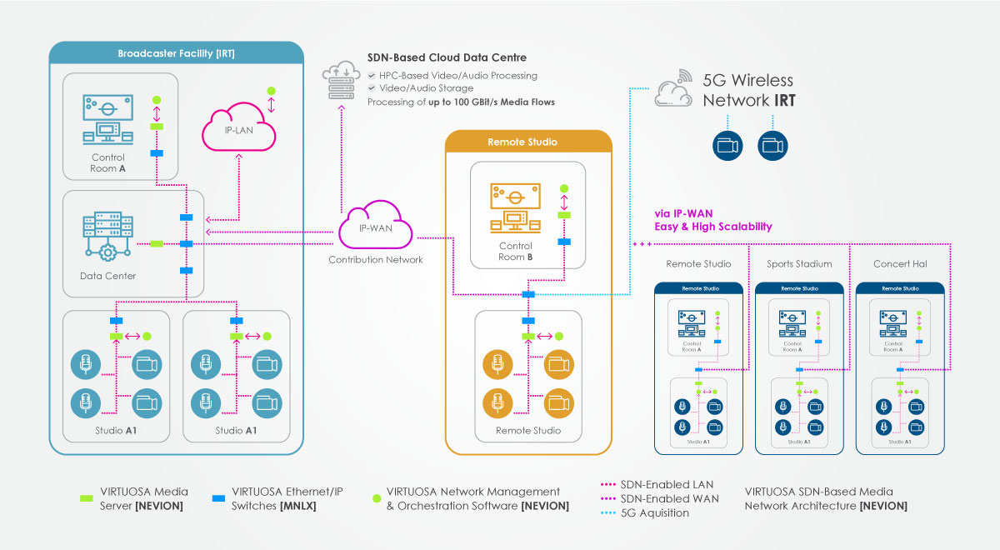 Broadcaster Facility [IRT]
Control
Room A
IP-LAN
Data Center
Studio A1
Studio A1
SDN-Based Cloud Data Centre
HPC-Based Video/Audio Processing
Video/Audio Storage
Processing of up to 100 GBit/s Media Flows
IP-WAN
Contribution Network
Remote Studio
Control
Room B
Remote Studio
5G Wireless
Network IRT
via IP-WAN
Easy & High Scalability
+++
Remote Studio
Sports Stadium
Concert Hal
Remote Studio
Control
Room A
Studio A1
Remote Studio
Control
Room A
Studio A1
Remote Studio
Control
Room A
Studio A1
VIRTUOSA Media
Server [NEVION]
VIRTUOSA Ethernet/IP
Switches [MNLX]
VIRTUOSA Network Management
& Orchestration Software [NEVION]
SDN-Enabled LAN
SDN-Enabled WAN
5G Aquisition
VIRTUOSA SDN-Based Media
Network Architecture [NEVION]